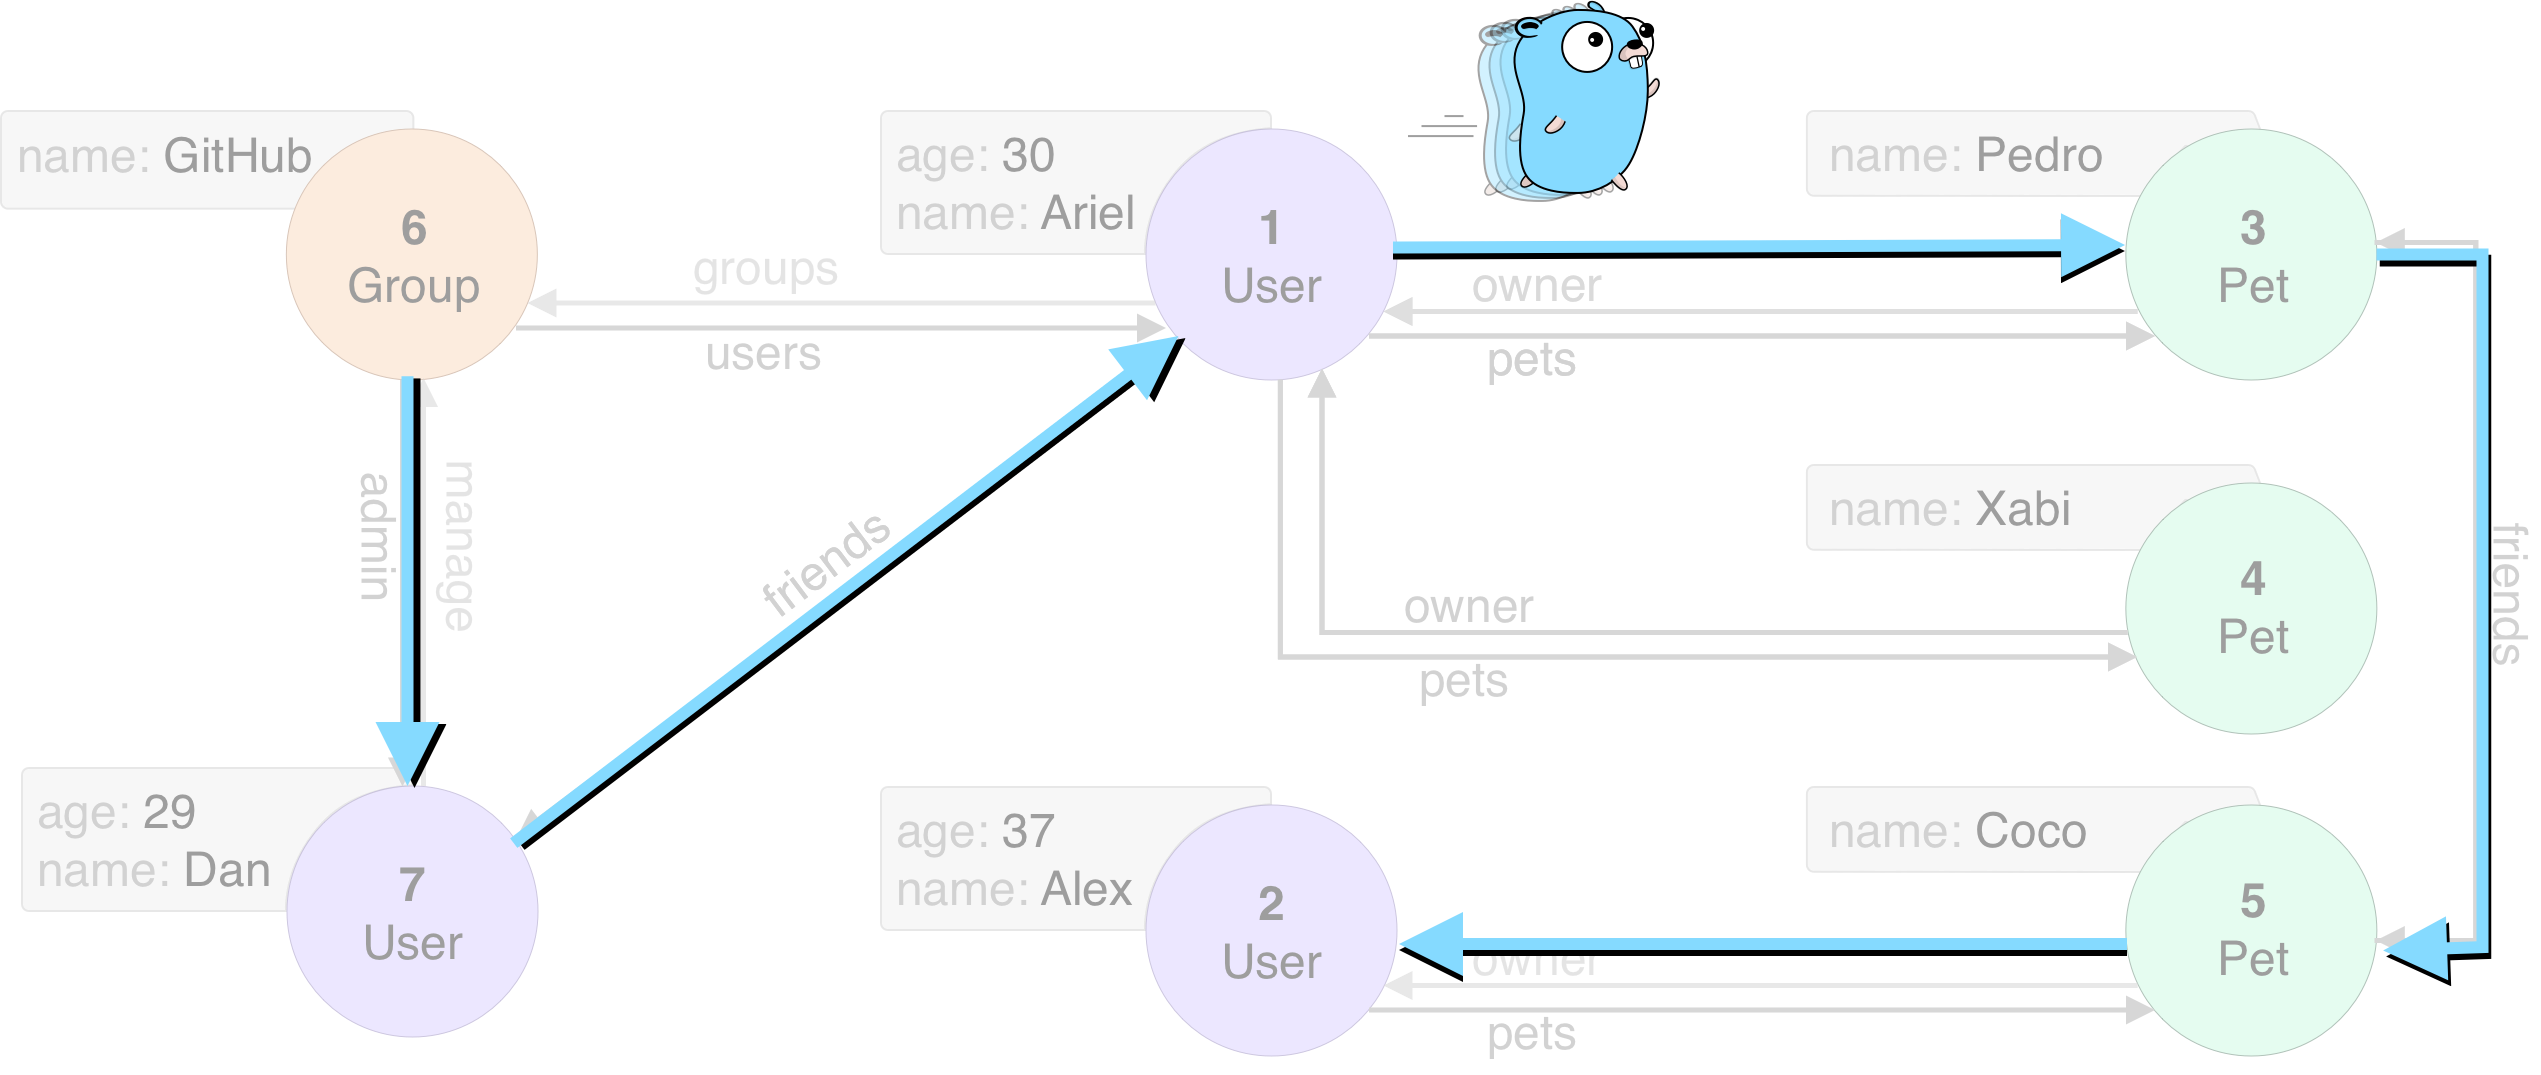 name: GitHub
6
Group
age: 30
name: Ariel
1
User
name: Pedro
3
Pet
groups
users
owner
pets
admin
manage
friends
name: Xabi
4
Pet
owner
pets
friends
age: 29
name: Dan
7
User
age: 37
name: Alex
2
User
name: Coco
5
Pet
owner
pets